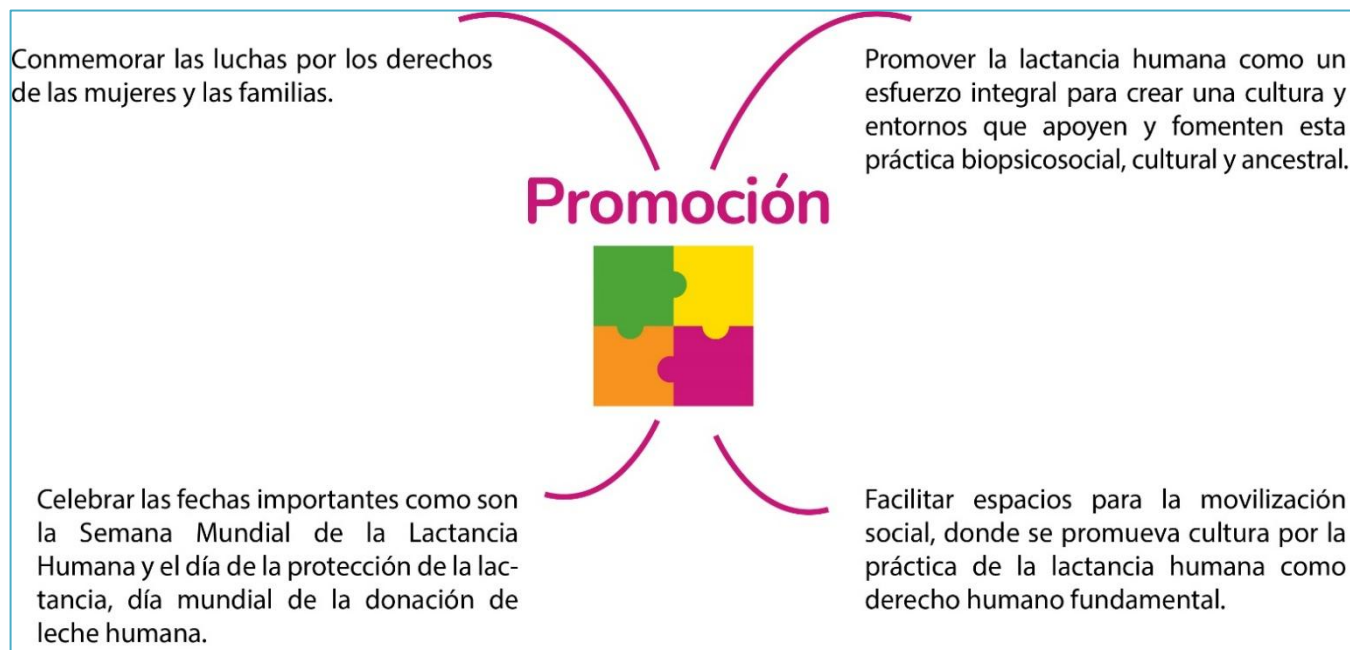 Conmemorar las luchas por los derechos
de las mujeres y las familias.
Promover la lactancia humana como un
esfuerzo integral para crear una cultura y
entornos que apoyen y fomenten esta
práctica biopsicosocial, cultural y ancestral.
Promoción
Celebrar las fechas importantes como son
la Semana Mundial de la Lactancia
Humana y el día de la protección de la lac-
tancia, día mundial de la donación de
leche humana.
Facilitar espacios para la movilización
social, donde se promueva cultura por la
práctica de la lactancia humana como
derecho humano fundamental.